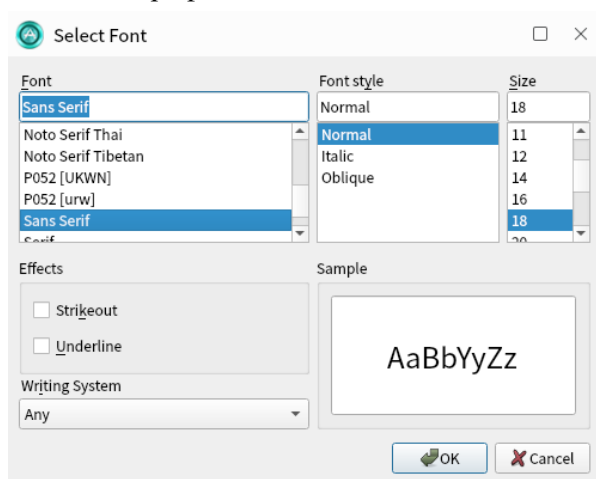 Select Font
Font
Font style
Size
Sans Serif
Normal
18
Noto Serif Thai
Noto Serif Tibetan
P052 [UKWN]
P052 [urw]
Sans Serif
Serif
Normal
Italic
Oblique
11
12
14
16
18
20
Effects
Strikeout
Underline
Sample
AaBbYyZz
Writing System
Any
OK
Cancel